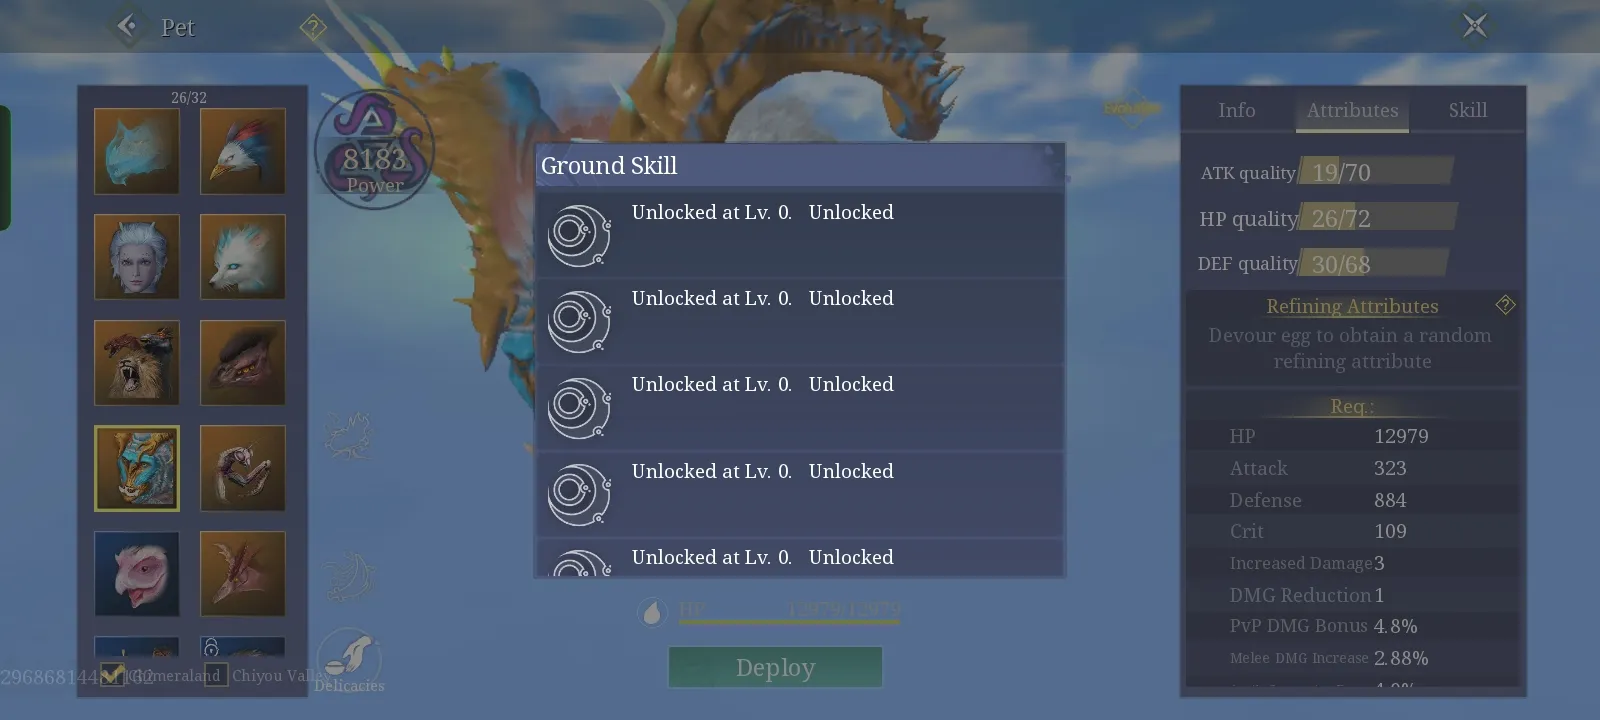 Pet
?
26/32
8183
Power
Ground Skill
Unlocked at Lv. 0. Unlocked
Unlocked at Lv. 0. Unlocked
Unlocked at Lv. 0. Unlocked
Unlocked at Lv. 0. Unlocked
Unlocked at Lv. 0. Unlocked
HP 12979/12979
Deploy
Chiyou
Delicacies
Evolution
Info Attributes Skill
ATK quality 19/70
HP quality 26/72
DEF quality 30/68
Refining Attributes ?
Devour egg to obtain a random
refining attribute
Req.:
HP 12979
Attack 323
Defense 884
Crit 109
Increased Damage 3
DMG Reduction 1
PvP DMG Bonus 4.8%
Melee DMG Increase 2.88%